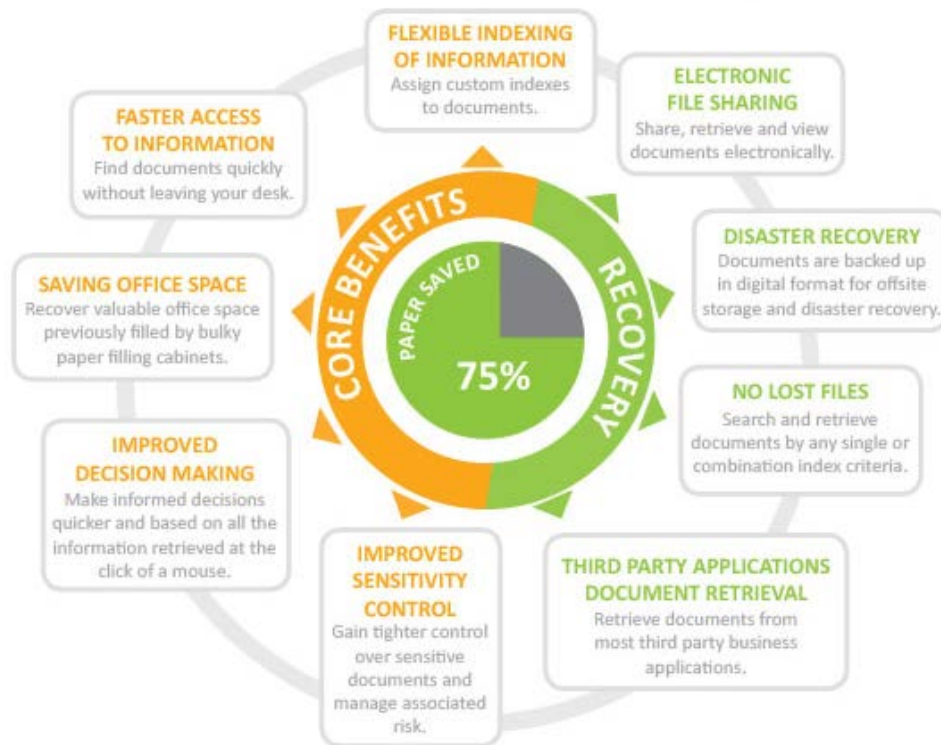 FLEXIBLE INDEXING
OF INFORMATION
Assign custom indexes
to documents.
ELECTRONIC
FILE SHARING
Share, retrieve and view
documents electronically.
FASTER ACCESS
TO INFORMATION
Find documents quickly
without leaving your desk.
DISASTER RECOVERY
Documents are backed up
in digital format for offsite
storage and disaster recovery.
SAVING OFFICE SPACE
Recover valuable office space
previously filled by bulky
paper filling cabinets.
CORE BENEFITS
RECOVERY
PAPER SAVED
75%
NO LOST FILES
Search and retrieve
documents by any single or
combination index criteria.
IMPROVED
DECISION MAKING
Make informed decisions
quicker and based on all the
information retrieved at the
click of a mouse.
IMPROVED
SENSITIVITY
CONTROL
Gain tighter control
over sensitive
documents and
manage associated
risk.
THIRD PARTY APPLICATIONS
DOCUMENT RETRIEVAL
Retrieve documents from
most third party business
applications.